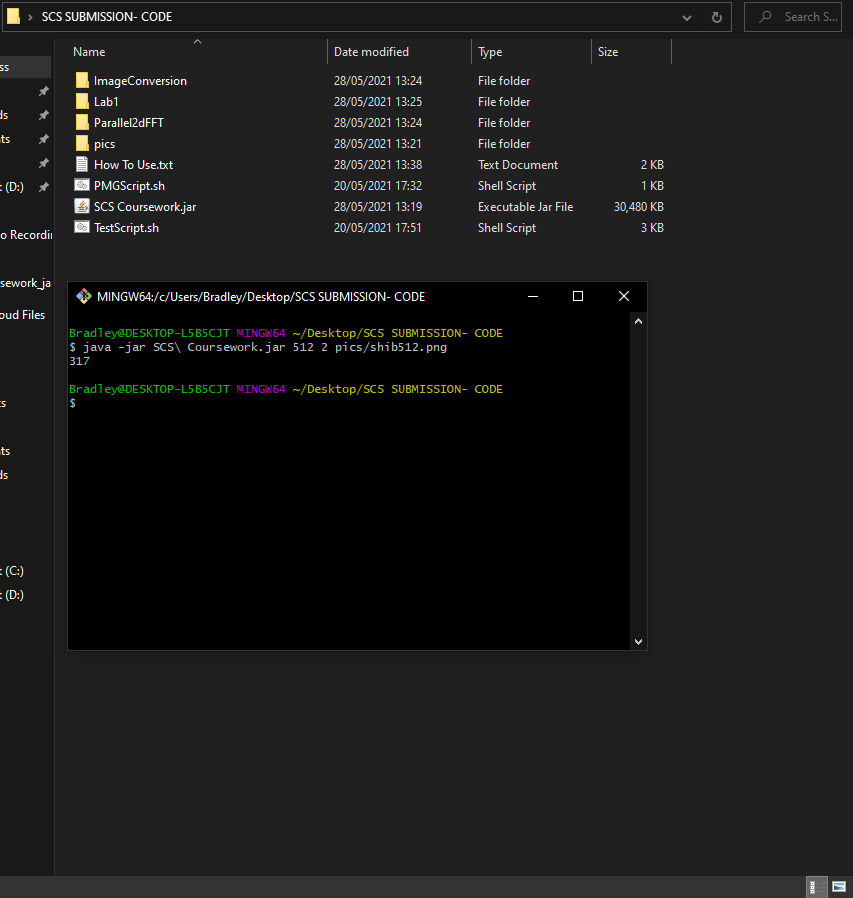 SCS SUBMISSION- CODE
Search S...
Name Date modified Type Size
ss
ImageConversion 28/05/2021 13:24 File folder
Lab1 28/05/2021 13:25 File folder
ds
Parallel2dFFT 28/05/2021 13:24 File folder
nts
pics 28/05/2021 13:21 File folder
How To Use.txt 28/05/2021 13:38 Text Document 2 KB
(D:)
PMGScript.sh 20/05/2021 17:32 Shell Script 1 KB
SCS Coursework.jar 28/05/2021 13:19 Executable Jar File 30,480 KB
TestScript.sh 20/05/2021 17:51 Shell Script 3 KB
o Recordin
sework_ja
oud Files
MINGW64:/c/Users/Bradley/Desktop/SCS SUBMISSION- CODE
Bradley@DESKTOP-L5B5CJT MINGW64 ~/Desktop/SCS SUBMISSION- CODE
$ java -jar SCS\ Coursework.jar 512 2 pics/shib512.png
317
Bradley@DESKTOP-L5B5CJT MINGW64 ~/Desktop/SCS SUBMISSION- CODE
$
ts
nts
ds
(C:)
(D:)